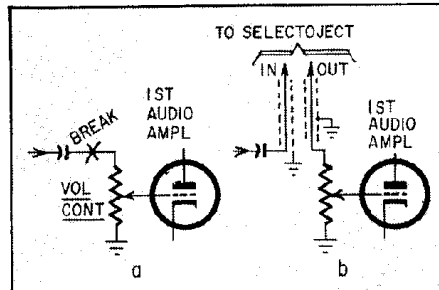 TO SELECTOJECT
IN OUT
1ST
AUDIO
AMPL
BREAK
VOL
CONT
a
1ST
AUDIO
AMPL
b